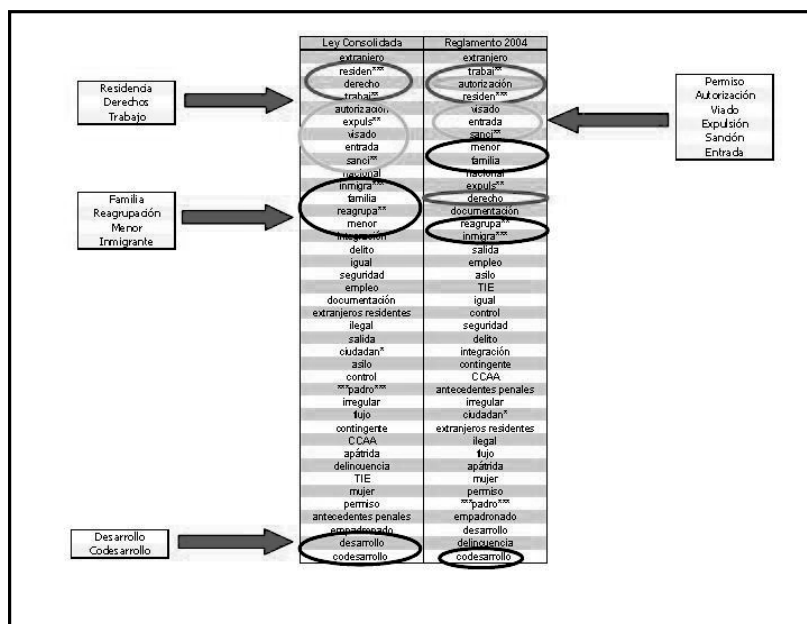 Ley Consolidada Reglamento 2004
extranjero extranjero
residen*** trabai**
derecho autorización
trabai** residen***
autorización visado
expuls** entrada
visado sanci**
entrada menor
sanci** familia
nacional nacional
inmigra*** expuls**
familia derecho
reagrupa** documentación
menor reagrupa**
integración inmigra***
delito salida
igual empleo
seguridad asilo
empleo TIE
documentación igual
extranjeros residentes control
ilegal seguridad
salida delito
ciudadan* integración
asilo contingente
control CCAA
***padro*** antecedentes penales
irregular irregular
flujo ciudadan*
contingente extranjeros residentes
CCAA ilegal
apátrida flujo
delincuencia apátrida
TIE mujer
mujer permiso
permiso ***padro***
antecedentes penales empadronado
empadronado desarrollo
desarrollo delincuencia
codesarrollo codesarrollo
Residencia
Derechos
Trabajo
Familia
Reagrupación
Menor
Inmigrante
Desarrollo
Codesarrollo
Permiso
Autorización
Viado
Expulsión
Sanción
Entrada